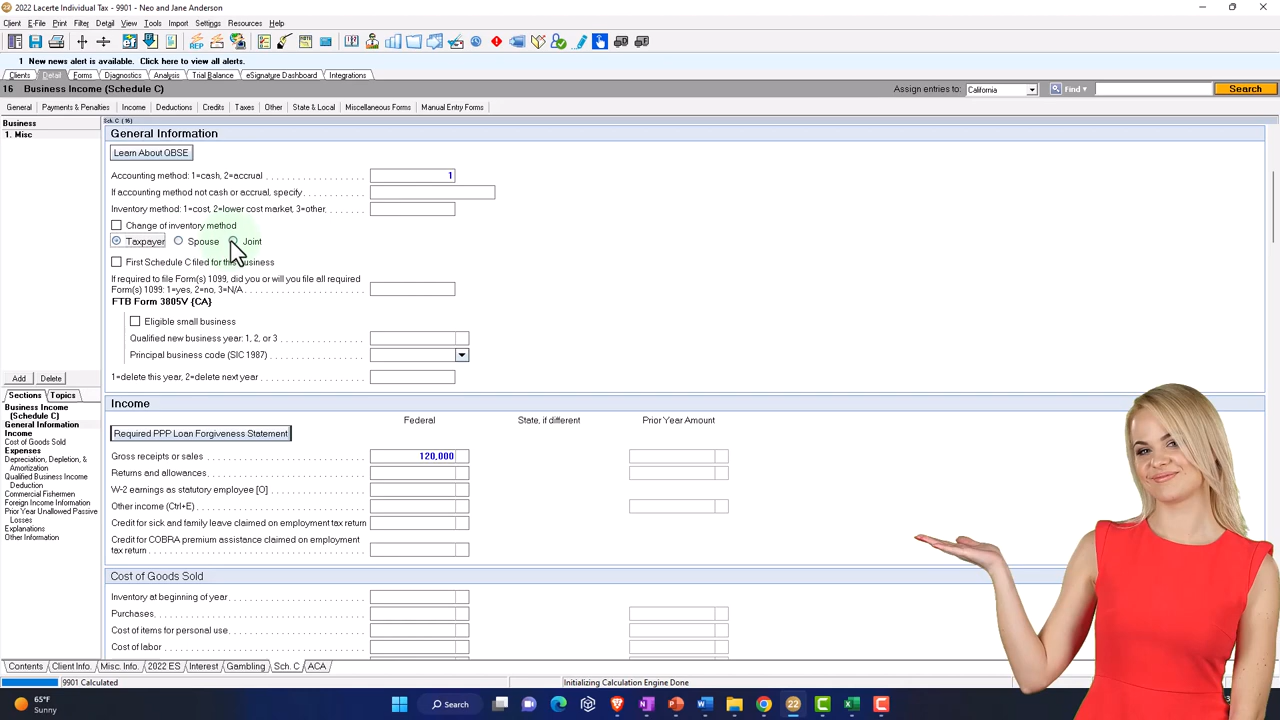 2022 Lacerte Individual Tax - 9901 - Neo and Jane Anderson
Client E-File Print Filter Detail View Tools Import Settings Resources Help
1 New news alert is available. Click here to view all alerts.
Clients Detail Forms Diagnostics Analysis Trial Balance eSignature Dashboard Integrations
16 Business Income (Schedule C) Assign entries to: California Find Search
General Payments & Penalties Income Deductions Credits Taxes Other State & Local Miscellaneous Forms Manual Entry Forms
Business
1. Misc
Add Delete
Sections Topics
Business Income
(Schedule C)
General Information
Income
Cost of Goods Sold
Expenses
Depreciation, Depletion, &
Amortization
Qualified Business Income
Deduction
Commercial Fishermen
Foreign Income Information
Prior Year Unallowed Passive
Losses
Explanations
Other Information
Sch. C (16)
General Information
Learn About QBSE
Accounting method: 1=cash, 2=accrual 1
If accounting method not cash or accrual, specify
Inventory method: 1=cost, 2=lower cost market, 3=other
Change of inventory method
Taxpayer Spouse Joint
First Schedule C filed for this business
If required to file Form(s) 1099, did you or will you file all required
Form(s) 1099: 1=yes, 2=no, 3=N/A
FTB Form 3805V {CA}
Eligible small business
Qualified new business year: 1, 2, or 3
Principal business code (SIC 1987)
1=delete this year, 2=delete next year
Income
Federal State, if different Prior Year Amount
Required PPP Loan Forgiveness Statement
Gross receipts or sales 120,000
Returns and allowances
W-2 earnings as statutory employee [O]
Other income (Ctrl+E)
Credit for sick and family leave claimed on employment tax return
Credit for COBRA premium assistance claimed on employment
tax return
Cost of Goods Sold
Inventory at beginning of year
Purchases
Cost of items for personal use
Cost of labor
Contents Client Info. Misc. Info. 2022 ES Interest Gambling Sch. C ACA
9901 Calculated Initializing Calculation Engine Done
65°F
Sunny
Search
22